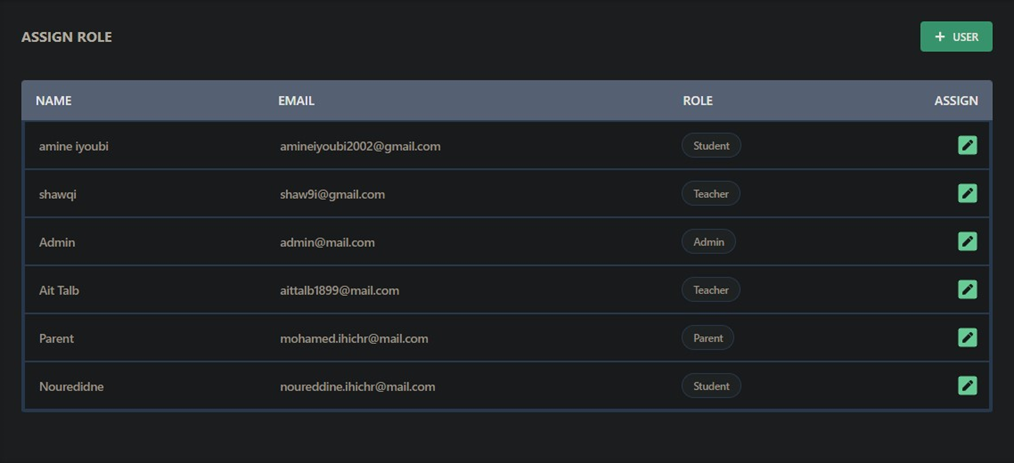 ASSIGN ROLE
+ USER
NAME EMAIL ROLE ASSIGN
amine iyoubi amineiyoubi2002@gmail.com Student
shawqi shaw9i@gmail.com Teacher
Admin admin@mail.com Admin
Ait Talb aittalb1899@mail.com Teacher
Parent mohamed.ihichr@mail.com Parent
Nouredidne noureddine.ihichr@mail.com Student